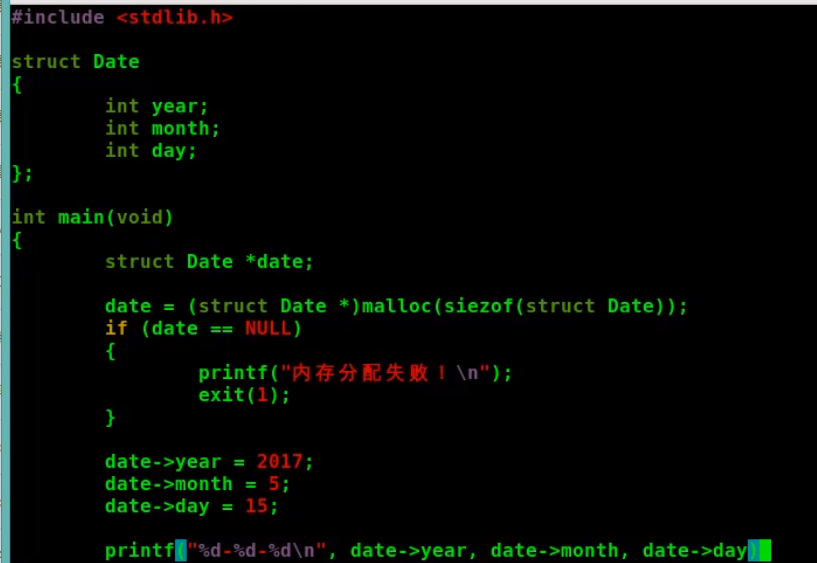 #include <stdlib.h>
struct Date
{
int year;
int month;
int day;
};
int main(void)
{
struct Date *date;
date = (struct Date *)malloc(siezof(struct Date));
if (date == NULL)
{
printf("内存分配失败！\n");
exit(1);
}
date->year = 2017;
date->month = 5;
date->day = 15;
printf("%d-%d-%d\n", date->year, date->month, date->day)